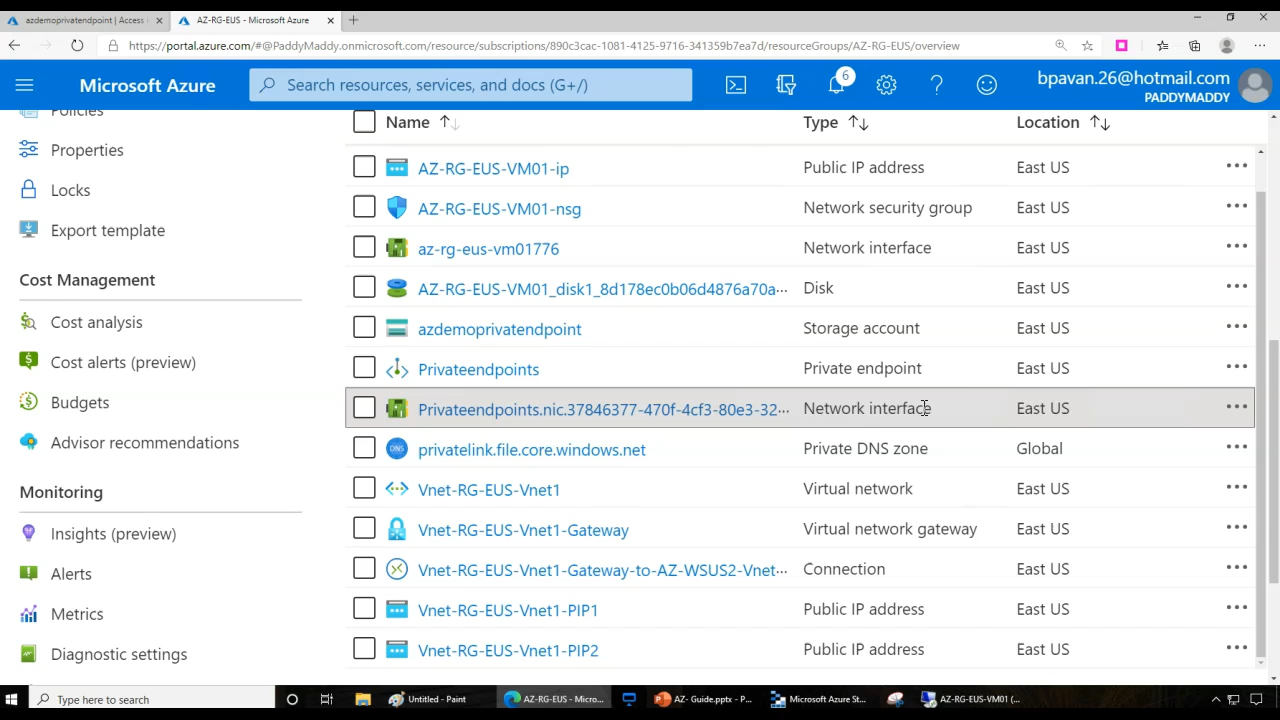 azdemoprivatendpoint | Access
AZ-RG-EUS - Microsoft Azure
https://portal.azure.com/#@PaddyMaddy.onmicrosoft.com/resource/subscriptions/890c3cac-1081-4125-9716-341359b7ea7d/resourceGroups/AZ-RG-EUS/overview
Microsoft Azure
Search resources, services, and docs (G+/)
6
bpavan.26@hotmail.com
PADDYMADDY
Policies
Properties
Locks
Export template
Cost Management
Cost analysis
Cost alerts (preview)
Budgets
Advisor recommendations
Monitoring
Insights (preview)
Alerts
Metrics
Diagnostic settings
Name ↑↓ Type ↑↓ Location ↑↓
AZ-RG-EUS-VM01-ip Public IP address East US
AZ-RG-EUS-VM01-nsg Network security group East US
az-rg-eus-vm01776 Network interface East US
AZ-RG-EUS-VM01_disk1_8d178ec0b06d4876a70a... Disk East US
azdemoprivatendpoint Storage account East US
Privateendpoints Private endpoint East US
Privateendpoints.nic.37846377-470f-4cf3-80e3-32... Network interface East US
DNS privatelink.file.core.windows.net Private DNS zone Global
Vnet-RG-EUS-Vnet1 Virtual network East US
Vnet-RG-EUS-Vnet1-Gateway Virtual network gateway East US
Vnet-RG-EUS-Vnet1-Gateway-to-AZ-WSUS2-Vnet... Connection East US
Vnet-RG-EUS-Vnet1-PIP1 Public IP address East US
Vnet-RG-EUS-Vnet1-PIP2 Public IP address East US
Type here to search
Untitled - Paint
AZ-RG-EUS - Micros...
AZ- Guide.pptx - P...
Microsoft Azure St...
AZ-RG-EUS-VM01 (...